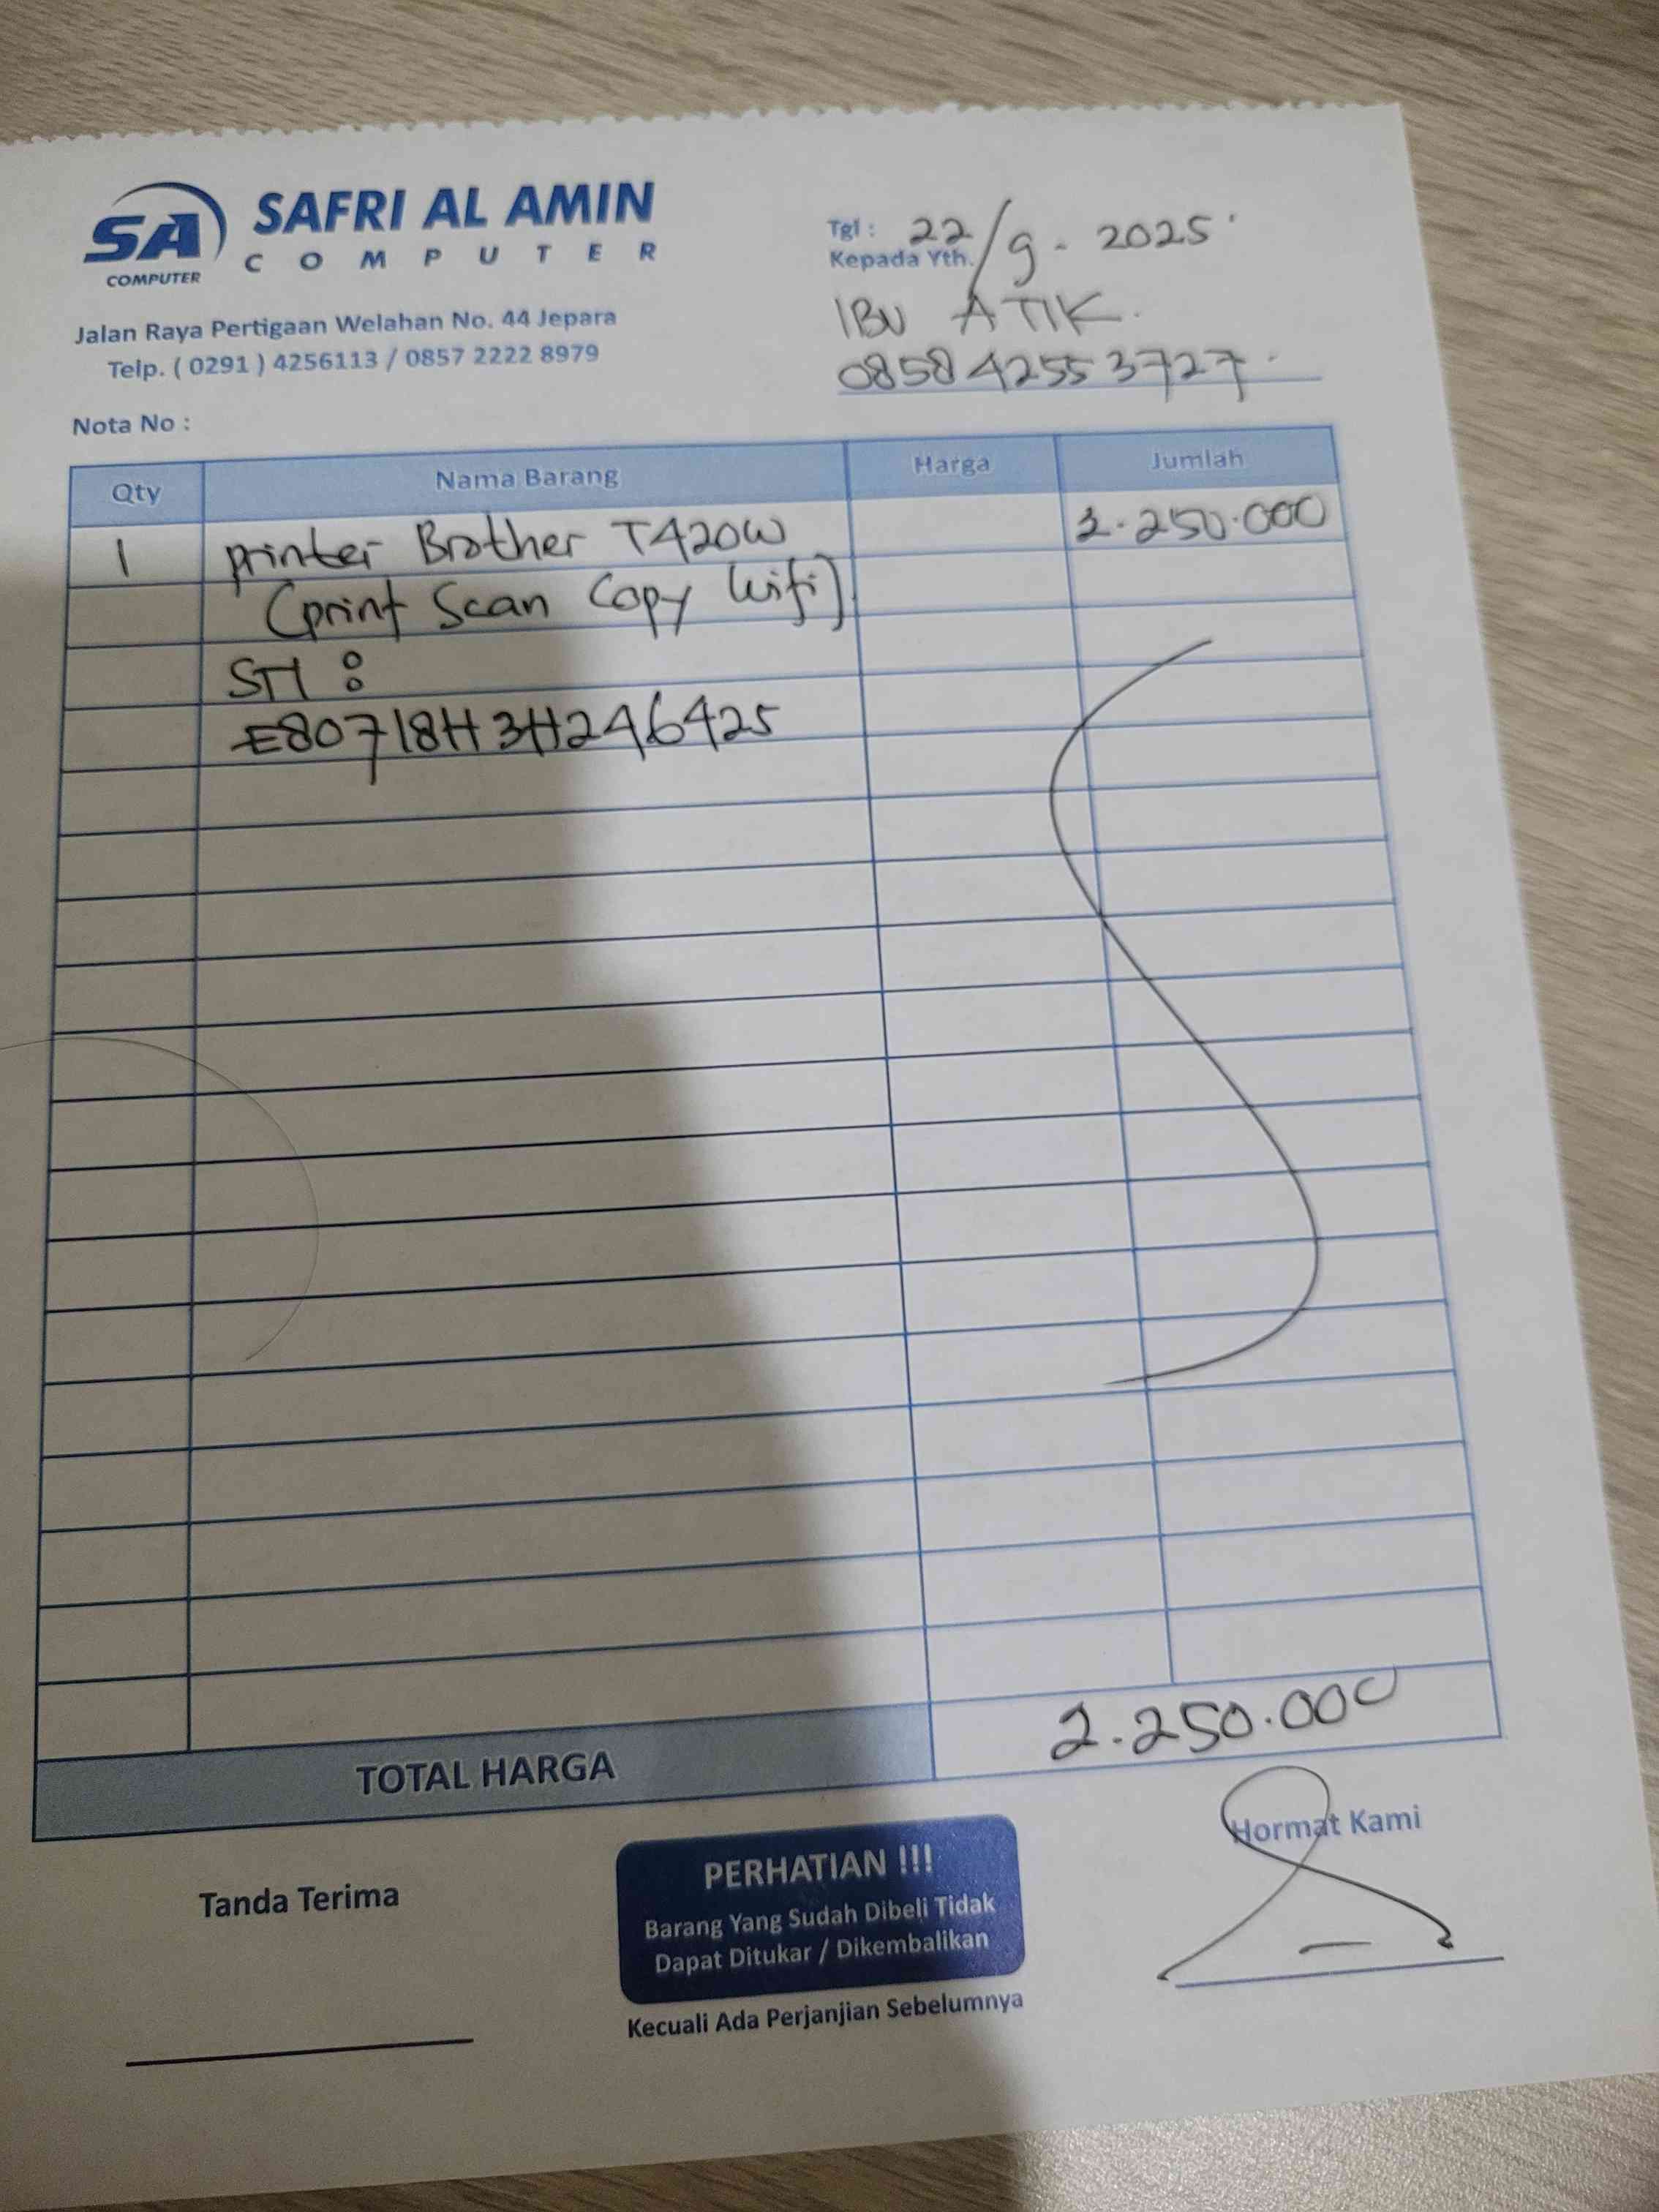 SA
COMPUTER
SAFRI AL AMIN
COMPUTER
Jalan Raya Pertigaan Welahan No. 44 Jepara
Telp. ( 0291 ) 4256113 / 0857 2222 8979
Tgl : 22/9 - 2025
Kepada Yth.
IBU ATIK.
085842553727
Nota No :
Qty Nama Barang Harga Jumlah
1 printer Brother T420W 2.250.000
(print Scan Copy Wifi)
SN :
E80718H3H246425
TOTAL HARGA 2.250.000
Tanda Terima
PERHATIAN !!!
Barang Yang Sudah Dibeli Tidak
Dapat Ditukar / Dikembalikan
Kecuali Ada Perjanjian Sebelumnya
Hormat Kami